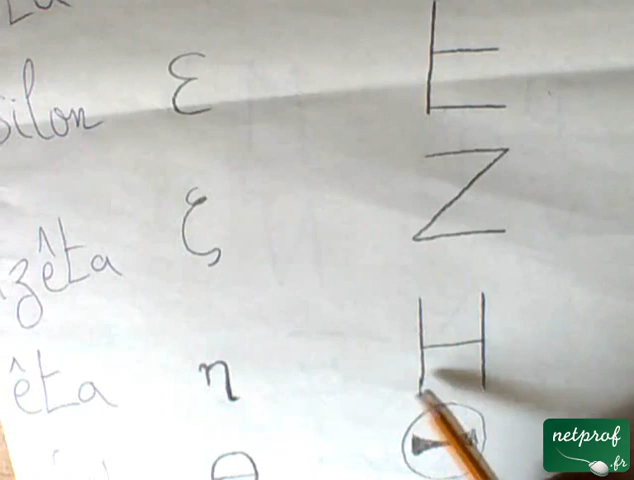 silon ε E
zêta ζ Z
êta η H
θ Θ
netprof
.fr